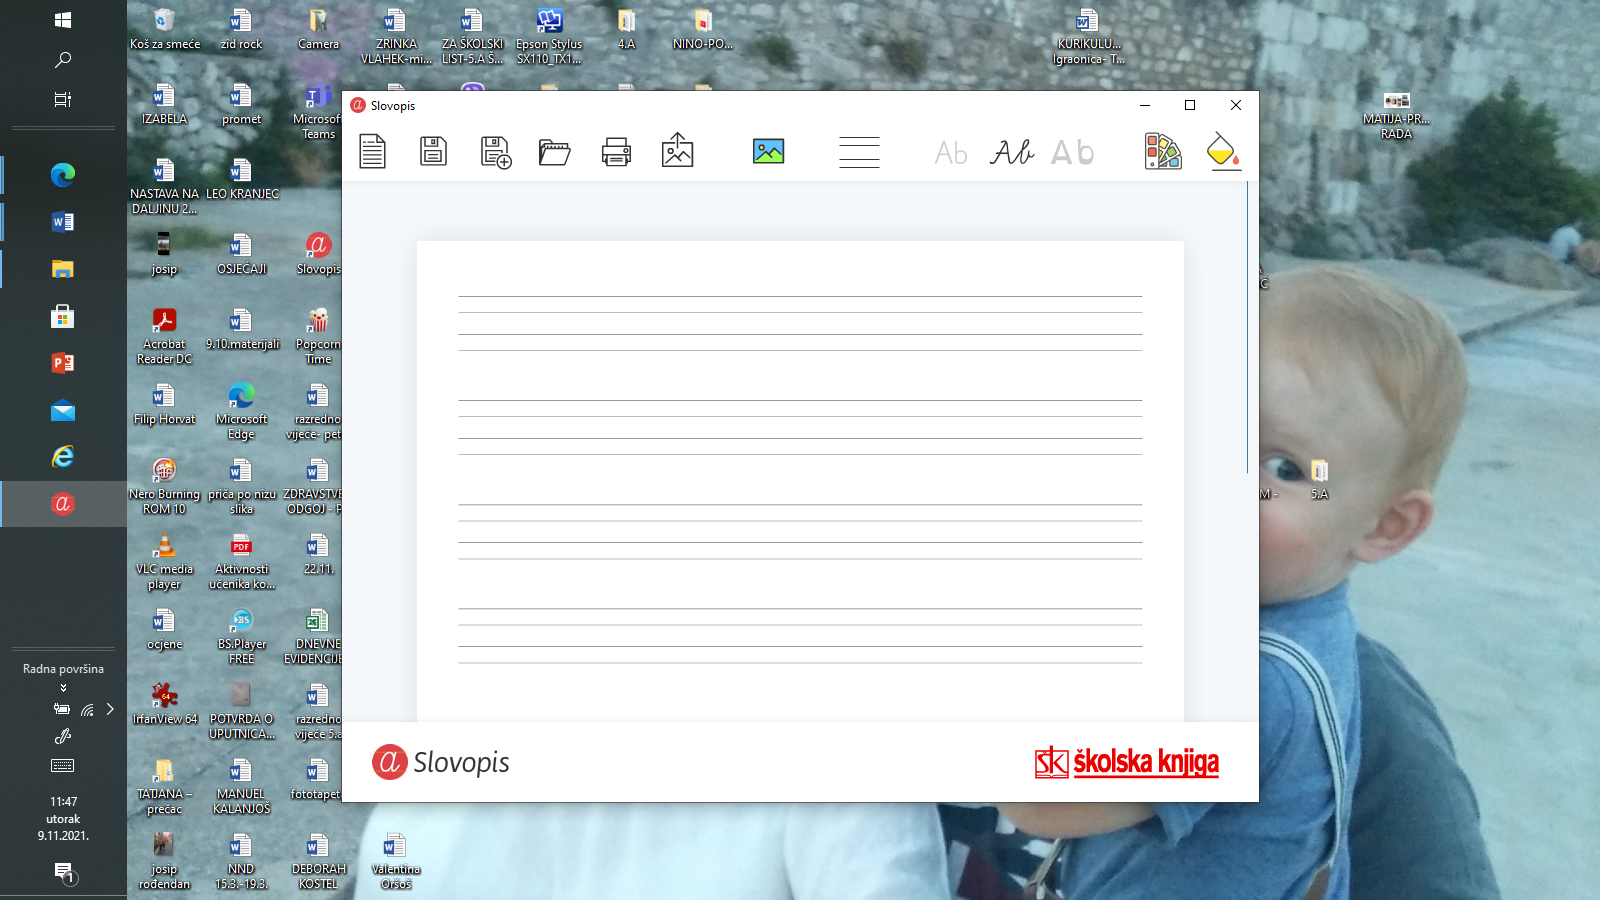 Koš za smeće
zid rock
Camera
ZRINKA
VLAHEK-mi...
ZA ŠKOLSKI
LIST-5.A Š...
Epson Stylus
SX110_TX1...
4.A
NINO-PO...
KURIKULU...
Igraonica- T...
IZABELA
promet
Microsoft
Teams
MATIJA-PR...
RADA
NASTAVA NA
DALJINU 2...
LEO KRANJEC
josip
OSJEĆAJI
Slovopis
Acrobat
Reader DC
9.10.materijali
Popcorn
Time
Filip Horvat
Microsoft
Edge
razredno
vijeće- pet
Nero Burning
ROM 10
priča po nizu
slika
ZDRAVSTVE
ODGOJ - P
M -
5.A
VLC media
player
PDF
Aktivnosti
učenika ko...
22.11.
ocjene
BS.Player
FREE
DNEVNE
EVIDENCIJE
IrfanView 64
POTVRDA O
UPUTNICA...
razredno
vijeće 5.a
TATJANA –
prečac
MANUEL
KALANJOŠ
fototapet
josip
rođendan
NND
15.3.-19.3.
DEBORAH
KOSTEL
Valentina
Oršoš
Slovopis
Ab
Ab
Ab
a Slovopis
šk školska knjiga
Radna površina
11:47
utorak
9.11.2021.
1